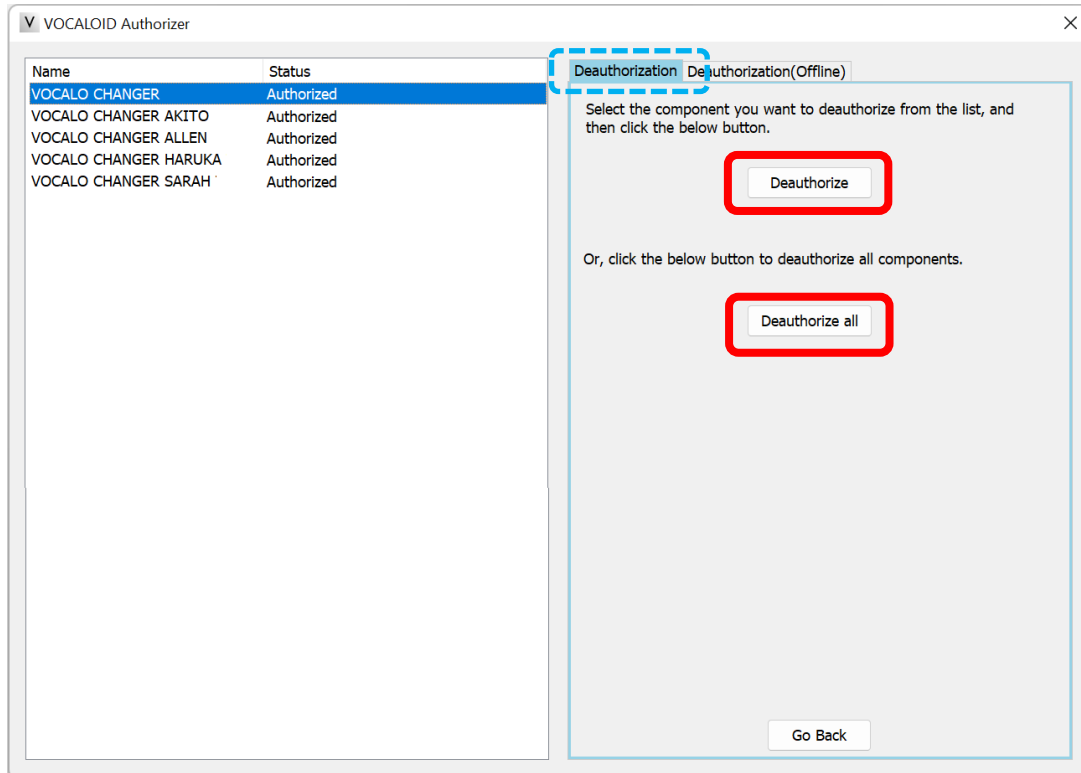 V VOCALOID Authorizer
Name Status
VOCALO CHANGER Authorized
VOCALO CHANGER AKITO Authorized
VOCALO CHANGER ALLEN Authorized
VOCALO CHANGER HARUKA Authorized
VOCALO CHANGER SARAH Authorized
Deauthorization Deauthorization(Offline)
Select the component you want to deauthorize from the list, and
then click the below button.
Deauthorize
Or, click the below button to deauthorize all components.
Deauthorize all
Go Back